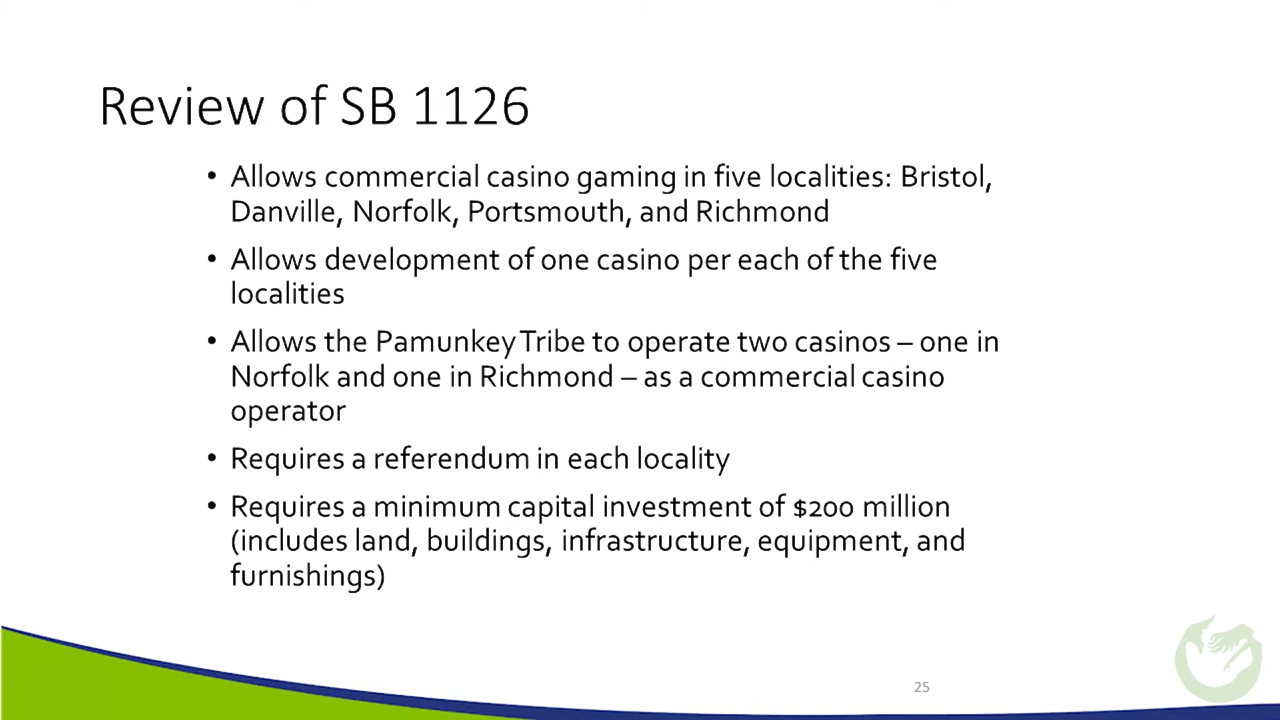 Review of SB 1126
• Allows commercial casino gaming in five localities: Bristol,
Danville, Norfolk, Portsmouth, and Richmond
• Allows development of one casino per each of the five
localities
• Allows the Pamunkey Tribe to operate two casinos – one in
Norfolk and one in Richmond – as a commercial casino
operator
• Requires a referendum in each locality
• Requires a minimum capital investment of $200 million
(includes land, buildings, infrastructure, equipment, and
furnishings)
25